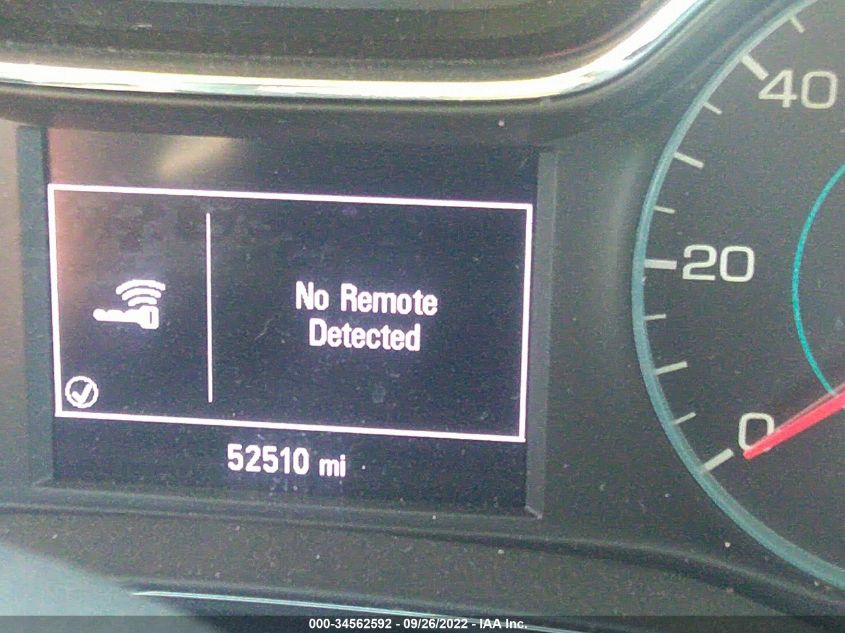 40
20
No Remote
Detected
0
52510 mi
000-34562592 - 09/26/2022 - IAA Inc.